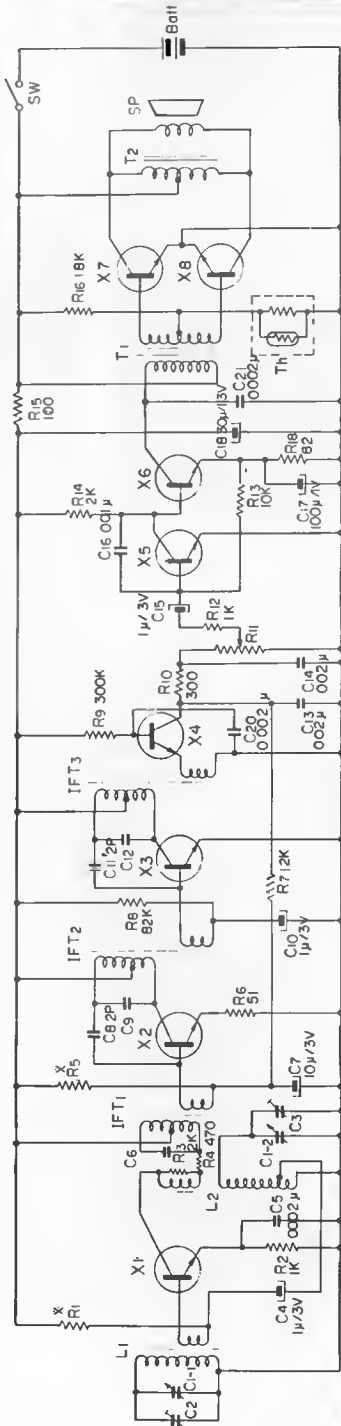 L1
C2
C1-1
R1
*
X1
C4
1μ/3V
R2
1K
C5
.0002μ
L2
C1-2
C3
IFT1
C6
R3
2K
R4 470
R5
*
C7
10μ/3V
X2
C8 2P
C9
R6
51
IFT2
R8
82K
C10
1μ/3V
R7 12K
X3
C11 2P
C12
IFT3
R9 300K
X4
C20
0.002μ
R10
300
C13
.02μ
C14
.002μ
R11
R12
1K
1μ/3V
C15
X5
C16 .001μ
R14
2K
X6
R13
10K
C17
100μ/1V
R18
82
C18 30μ/13V
C21
.0002μ
R15
100
T1
R16 1.8K
Th
X7
X8
T2
SP
SW
Batt